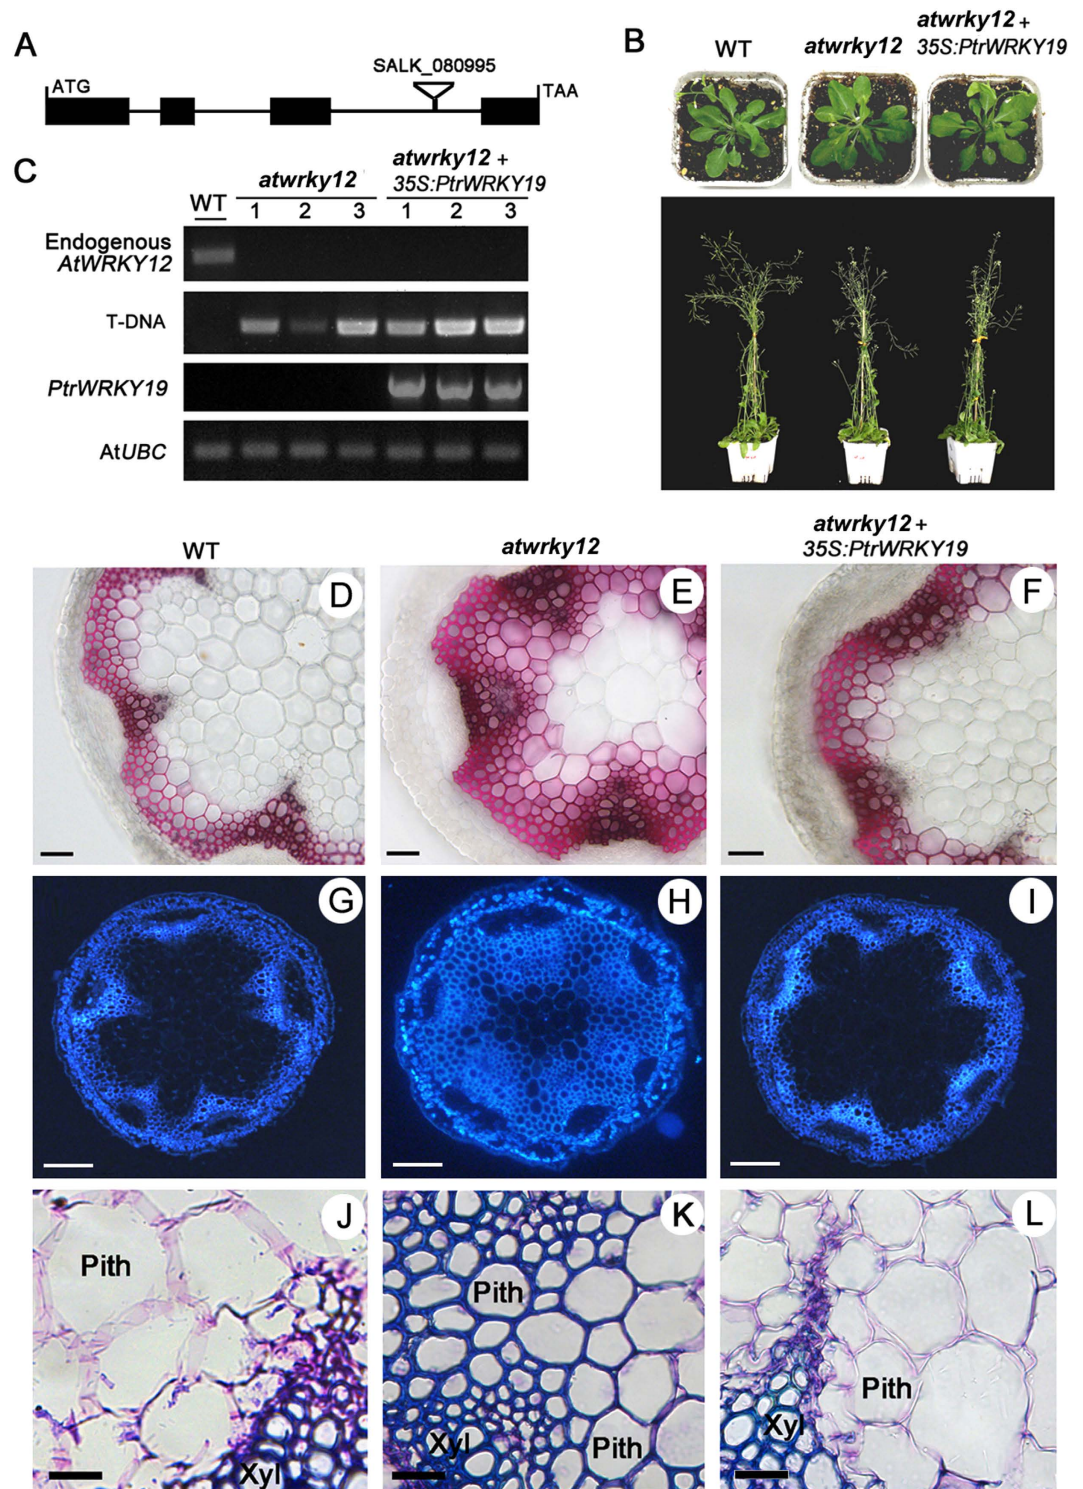 A
ATG
SALK_080995
TAA
B
WT
atwrky12
atwrky12 +
35S:PtrWRKY19
C
WT
atwrky12
atwrky12 +
35S:PtrWRKY19
1
2
3
1
2
3
Endogenous
AtWRKY12
T-DNA
PtrWRKY19
AtUBC
WT
atwrky12
atwrky12 +
35S:PtrWRKY19
D
E
F
G
H
I
J
Pith
Xyl
K
Pith
Xyl
Pith
L
Pith
Xyl